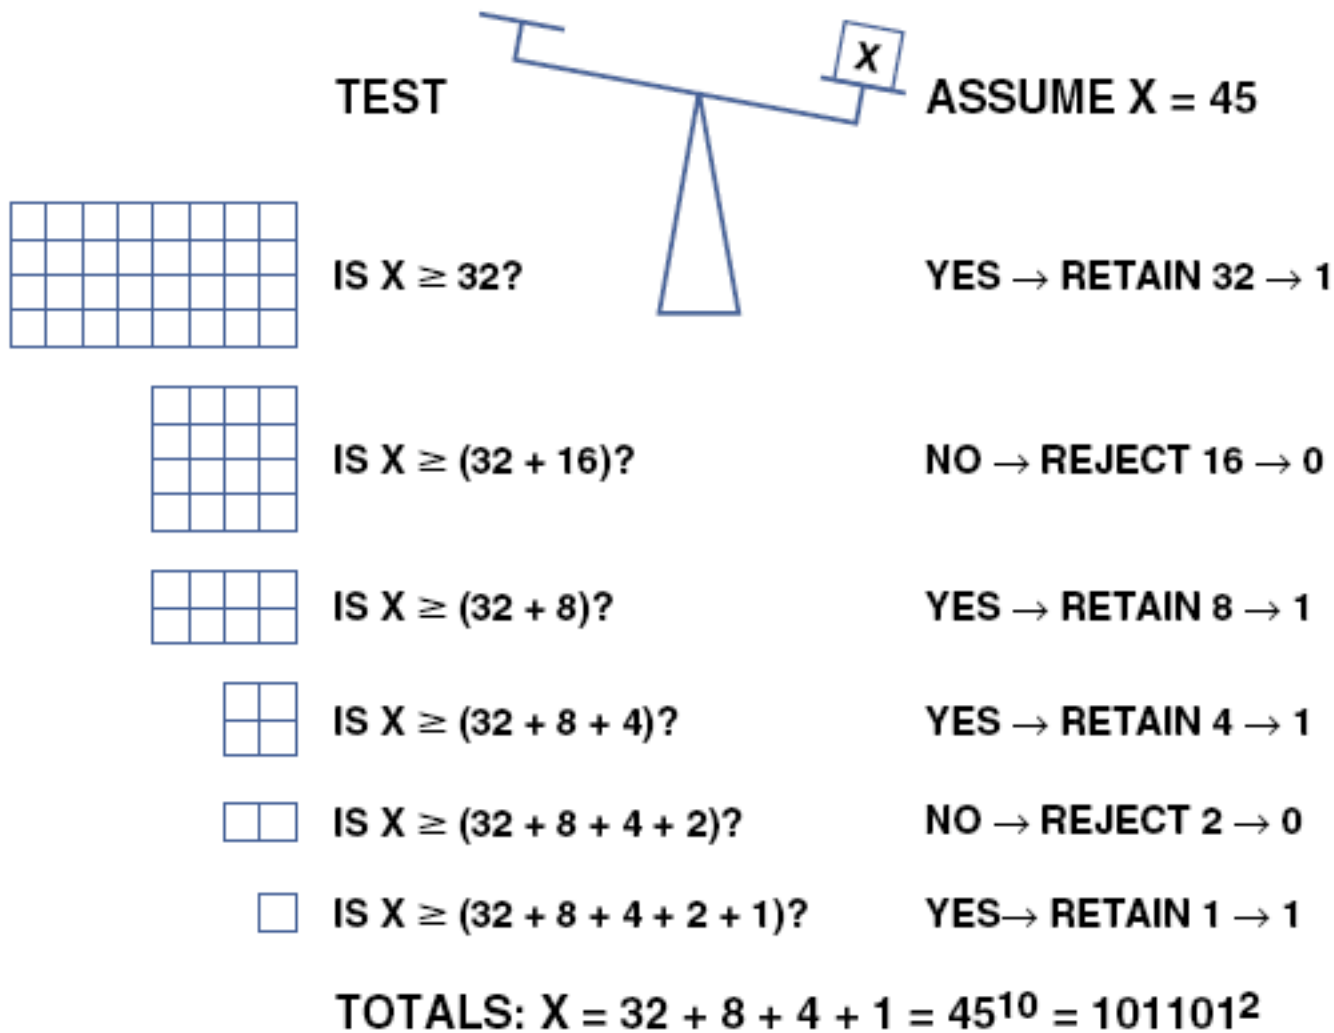 TEST
X
ASSUME X = 45
IS X ≥ 32?
YES → RETAIN 32 → 1
IS X ≥ (32 + 16)?
NO → REJECT 16 → 0
IS X ≥ (32 + 8)?
YES → RETAIN 8 → 1
IS X ≥ (32 + 8 + 4)?
YES → RETAIN 4 → 1
IS X ≥ (32 + 8 + 4 + 2)?
NO → REJECT 2 → 0
IS X ≥ (32 + 8 + 4 + 2 + 1)?
YES→ RETAIN 1 → 1
TOTALS: X = 32 + 8 + 4 + 1 = 45¹⁰ = 101101²